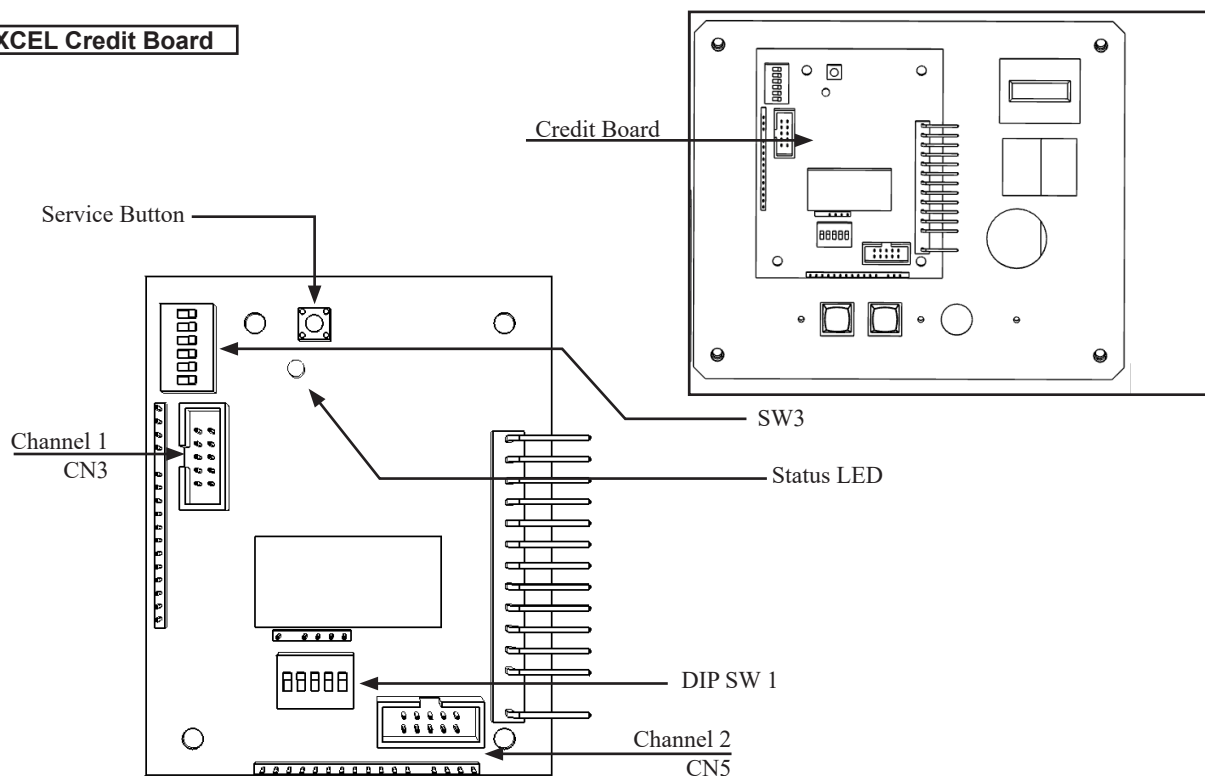 XCEL Credit Board
Credit Board
Service Button
SW3
Channel 1
CN3
Status LED
DIP SW 1
Channel 2
CN5